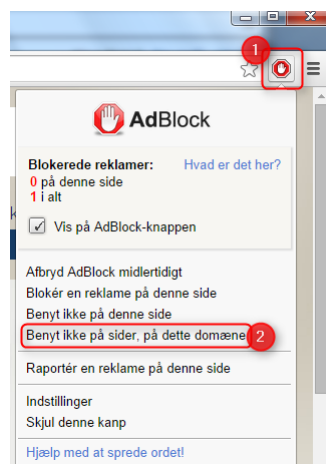 1
AdBlock
Blokerede reklamer: Hvad er det her?
0 på denne side
1 i alt
Vis på AdBlock-knappen
Afbryd AdBlock midlertidigt
Blokér en reklame på denne side
Benyt ikke på denne side
Benyt ikke på sider, på dette domæne 2
Raportér en reklame på denne side
Indstillinger
Skjul denne kanp
Hjælp med at sprede ordet!